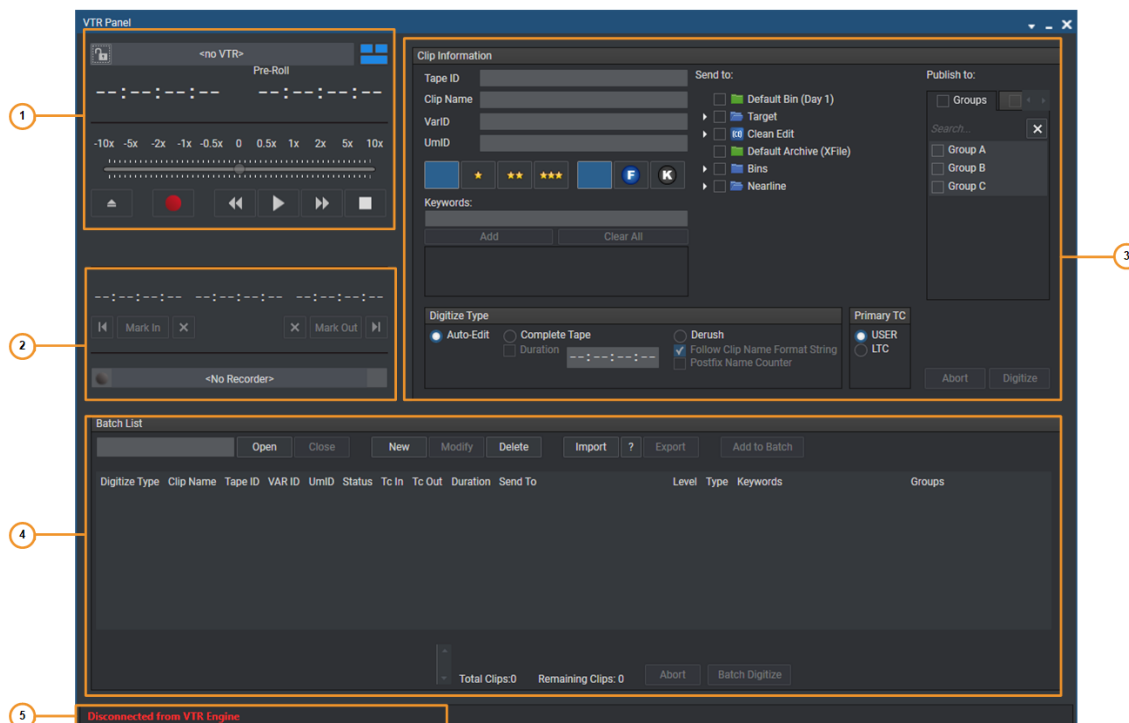 VTR Panel
<no VTR>
Pre-Roll
--:--:--:-- --:--:--:--
-10x -5x -2x -1x -0.5x 0 0.5x 1x 2x 5x 10x
1
--:--:--:-- --:--:--:-- --:--:--:--
Mark In Mark Out
<No Recorder>
2
Clip Information
Tape ID
Clip Name
VarID
UmID
F K
Keywords:
Add Clear All
Send to:
Default Bin (Day 1)
Target
Clean Edit
Default Archive (XFile)
Bins
Nearline
Publish to:
Groups
Search...
Group A
Group B
Group C
3
Digitize Type
Auto-Edit Complete Tape Derush
Duration --:--:--:-- Follow Clip Name Format String
Postfix Name Counter
Primary TC
USER
LTC
Abort Digitize
Batch List
Open Close New Modify Delete Import ? Export Add to Batch
Digitize Type Clip Name Tape ID VAR ID UmID Status Tc In Tc Out Duration Send To Level Type Keywords Groups
4
Total Clips:0 Remaining Clips: 0 Abort Batch Digitize
5
Disconnected from VTR Engine